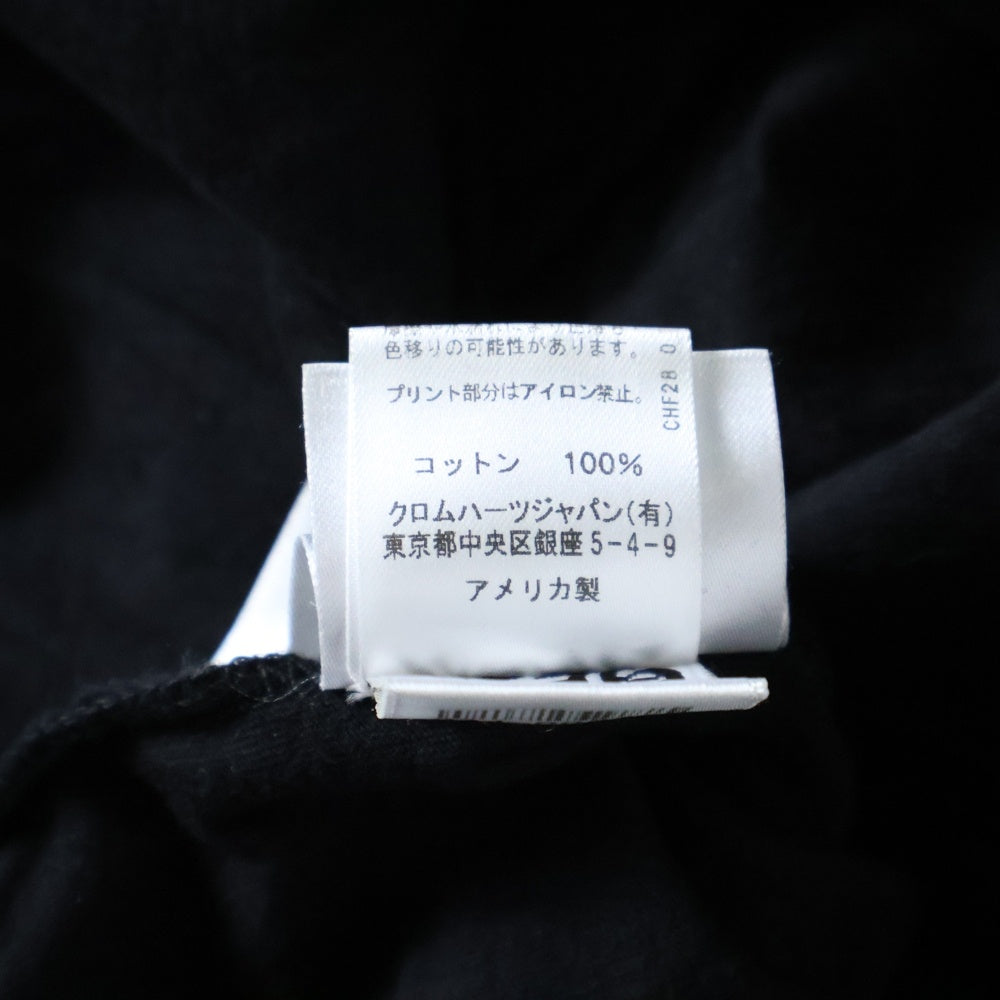 色移りの可能性があります。
プリント部分はアイロン禁止。
コットン 100%
クロムハーツジャパン(有)
東京都中央区銀座5-4-9
アメリカ製
CHF28 0